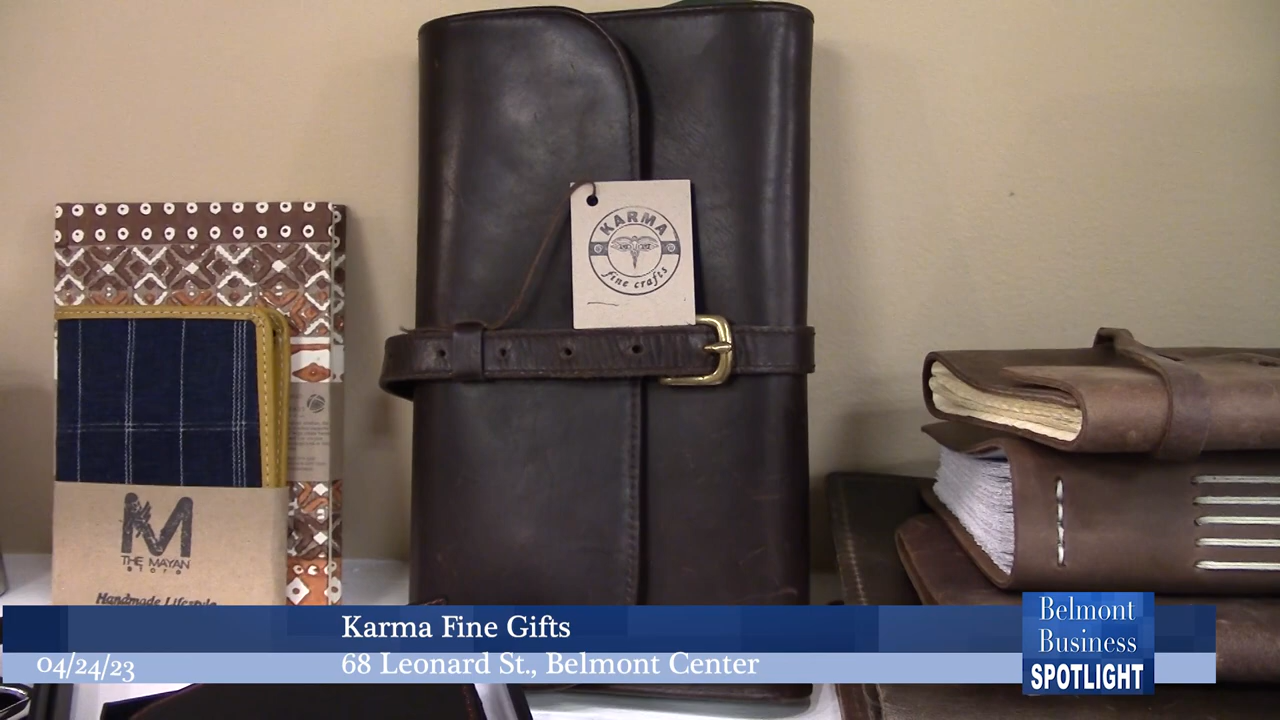 KARMA
fine crafts
M
THE MAYAN
store
Handmade Lifestyle
Karma Fine Gifts
04/24/23
68 Leonard St., Belmont Center
Belmont
Business
SPOTLIGHT